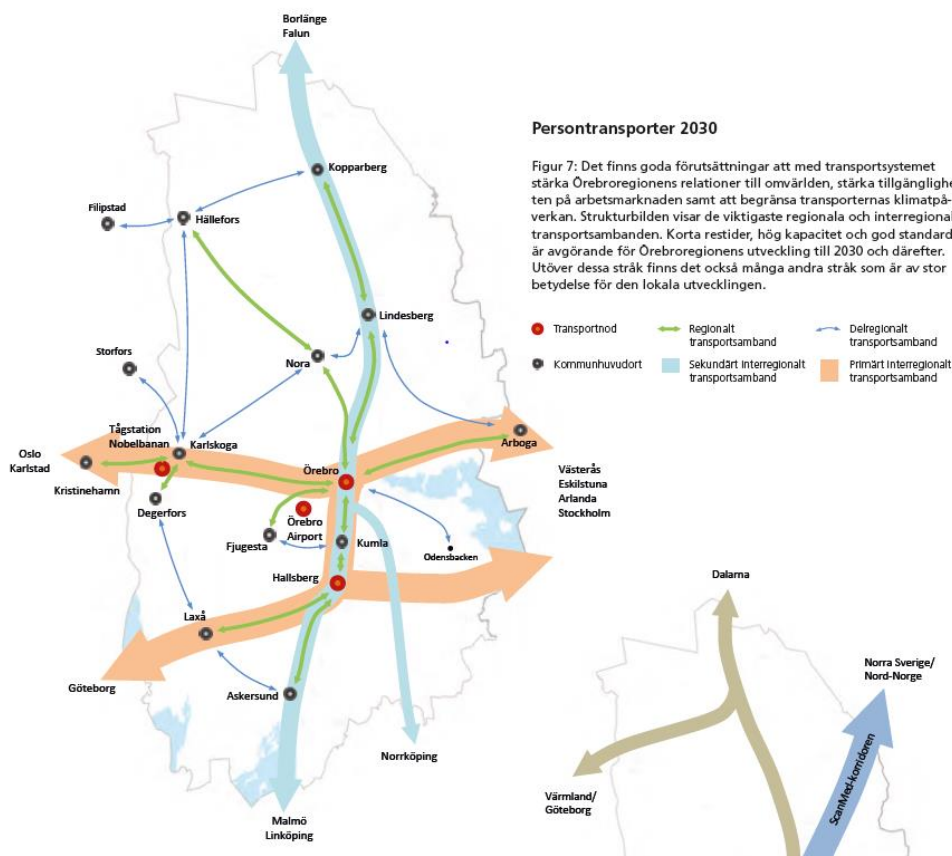 Borlänge
Falun
Persontransporter 2030
Figur 7: Det finns goda förutsättningar att med transportsystemet
stärka Örebroregionens relationer till omvärlden, stärka tillgänglighe
ten på arbetsmarknaden samt att begränsa transporternas klimatpå-
verkan. Strukturbilden visar de viktigaste regionala och interregional
transportsambanden. Korta restider, hög kapacitet och god standard
är avgörande för Örebroregionens utveckling till 2030 och därefter.
Utöver dessa stråk finns det också många andra stråk som är av stor
betydelse för den lokala utvecklingen.
Transportnod
Regionalt
transportsamband
Delregionalt
transportsamband
Kommunhuvudort
Sekundärt interregionalt
transportsamband
Primärt interregionalt
transportsamband
Kopparberg
Filipstad
Hällefors
Lindesberg
Storfors
Nora
Tågstation
Nobelbanan
Karlskoga
Oslo
Karlstad
Kristinehamn
Örebro
Arboga
Västerås
Eskilstuna
Arlanda
Stockholm
Degerfors
Örebro
Airport
Fjugesta
Kumla
Odensbacken
Hallsberg
Laxå
Göteborg
Askersund
Norrköping
Malmö
Linköping
Dalarna
Norra Sverige/
Nord-Norge
Värmland/
Göteborg
ScanMed-korridoren